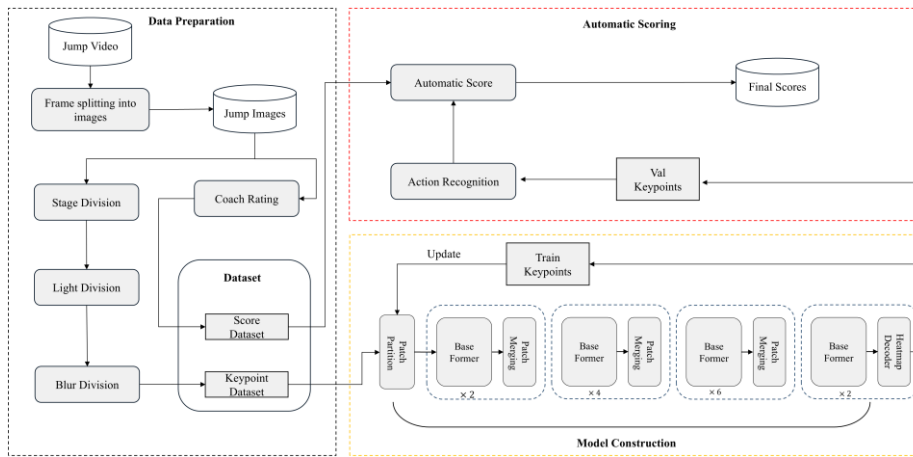 Data Preparation
Jump Video
Frame splitting into
images
Jump Images
Stage Division
Coach Rating
Light Division
Dataset
Score
Dataset
Blur Division
Keypoint
Dataset
Automatic Scoring
Automatic Score
Final Scores
Action Recognition
Val
Keypoints
Update
Train
Keypoints
Patch
Partition
Base
Former
Patch
Merging
× 2
Base
Former
Patch
Merging
× 4
Base
Former
Patch
Merging
× 6
Base
Former
Heatmap
Decoder
× 2
Model Construction